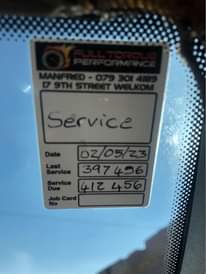 FULL TORQUE
PERFORMANCE
MANFRED - 079 301 4189
17 9TH STREET WELKOM
Service
Date 02/05/23
Last Service 397 456
Service Due 412 456
Job Card No